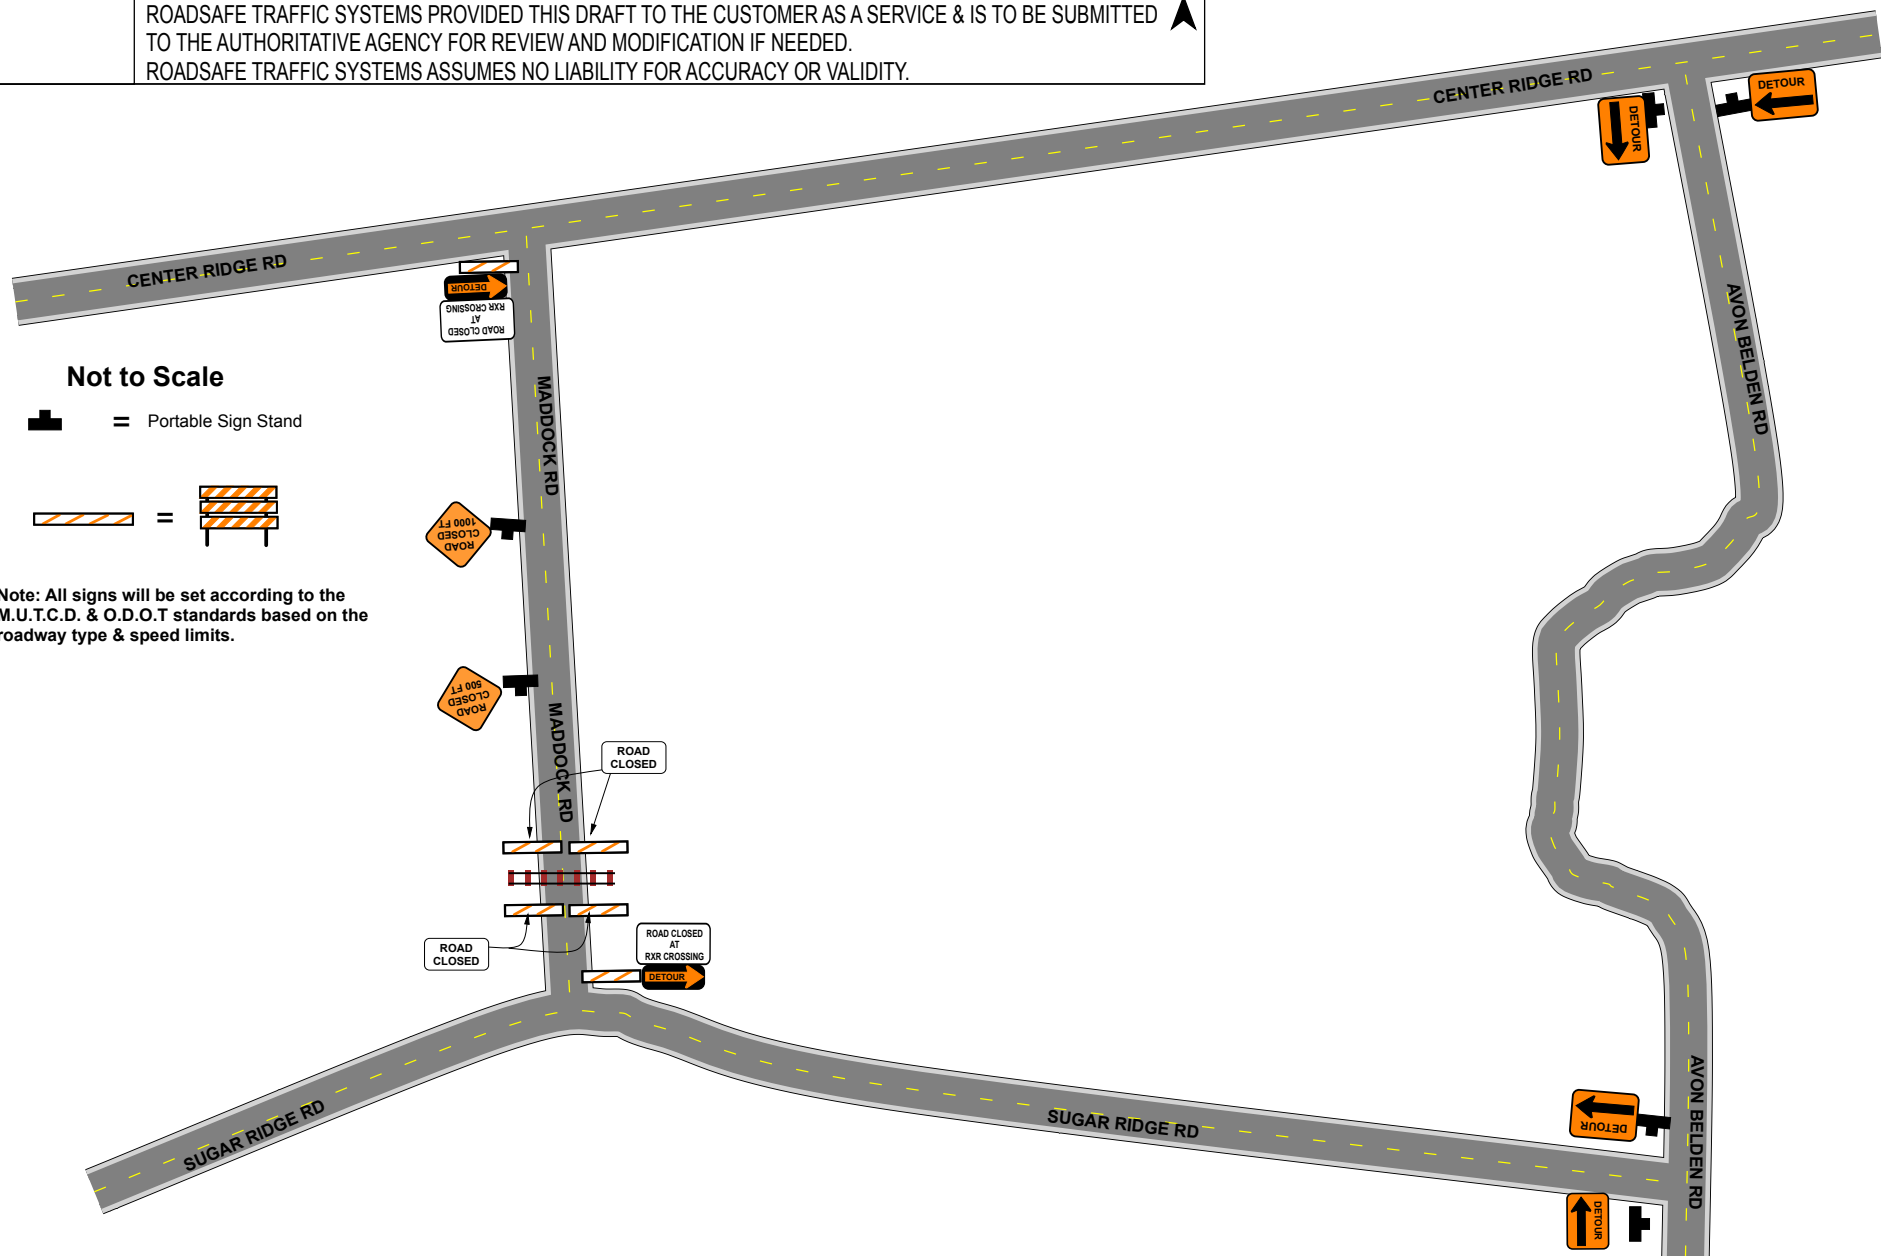 ROADSAFE TRAFFIC SYSTEMS PROVIDED THIS DRAFT TO THE CUSTOMER AS A SERVICE & IS TO BE SUBMITTED
TO THE AUTHORITATIVE AGENCY FOR REVIEW AND MODIFICATION IF NEEDED.
ROADSAFE TRAFFIC SYSTEMS ASSUMES NO LIABILITY FOR ACCURACY OR VALIDITY.
CENTER RIDGE RD
DETOUR
DETOUR
CENTER RIDGE RD
DETOUR
ROAD CLOSED
AT
RXR CROSSING
AVON BELDEN RD
Not to Scale
MADDOCK RD
= Portable Sign Stand
=
ROAD
CLOSED
1000 FT
Note: All signs will be set according to the
M.U.T.C.D. & O.D.O.T standards based on the
roadway type & speed limits.
ROAD
CLOSED
500 FT
MADDOCK RD
ROAD
CLOSED
ROAD
CLOSED
ROAD CLOSED
AT
RXR CROSSING
DETOUR
SUGAR RIDGE RD
SUGAR RIDGE RD
DETOUR
AVON BELDEN RD
DETOUR